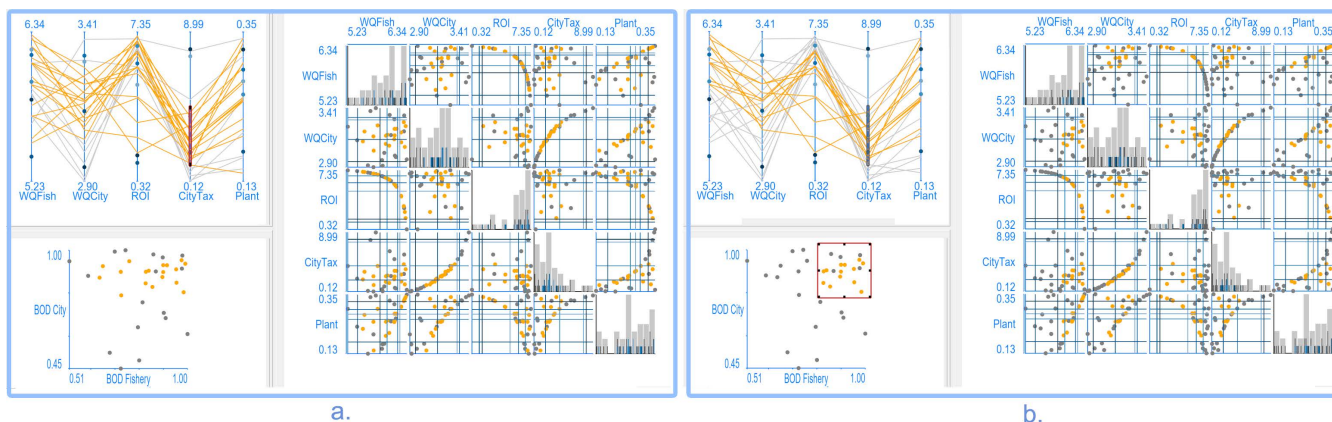 6.34 3.41 7.35 8.99 0.35
5.23 2.90 0.32 0.12 0.13
WQFish WQCity ROI CityTax Plant
1.00
BOD City
0.45
0.51 BOD Fishery 1.00
WQFish WQCity ROI CityTax Plant
5.23 6.34 2.90 3.41 0.32 7.35 0.12 8.99 0.13 0.35
6.34
WQFish
5.23
3.41
WQCity
2.90
7.35
ROI
0.32
8.99
CityTax
0.12
0.35
Plant
0.13
a.
6.34 3.41 7.35 8.99 0.35
5.23 2.90 0.32 0.12 0.13
WQFish WQCity ROI CityTax Plant
1.00
BOD City
0.45
0.51 BOD Fishery 1.00
WQFish WQCity ROI CityTax Plant
5.23 6.34 2.90 3.41 0.32 7.35 0.12 8.99 0.13 0.35
6.34
WQFish
5.23
3.41
WQCity
2.90
7.35
ROI
0.32
8.99
CityTax
0.12
0.35
Plant
0.13
b.